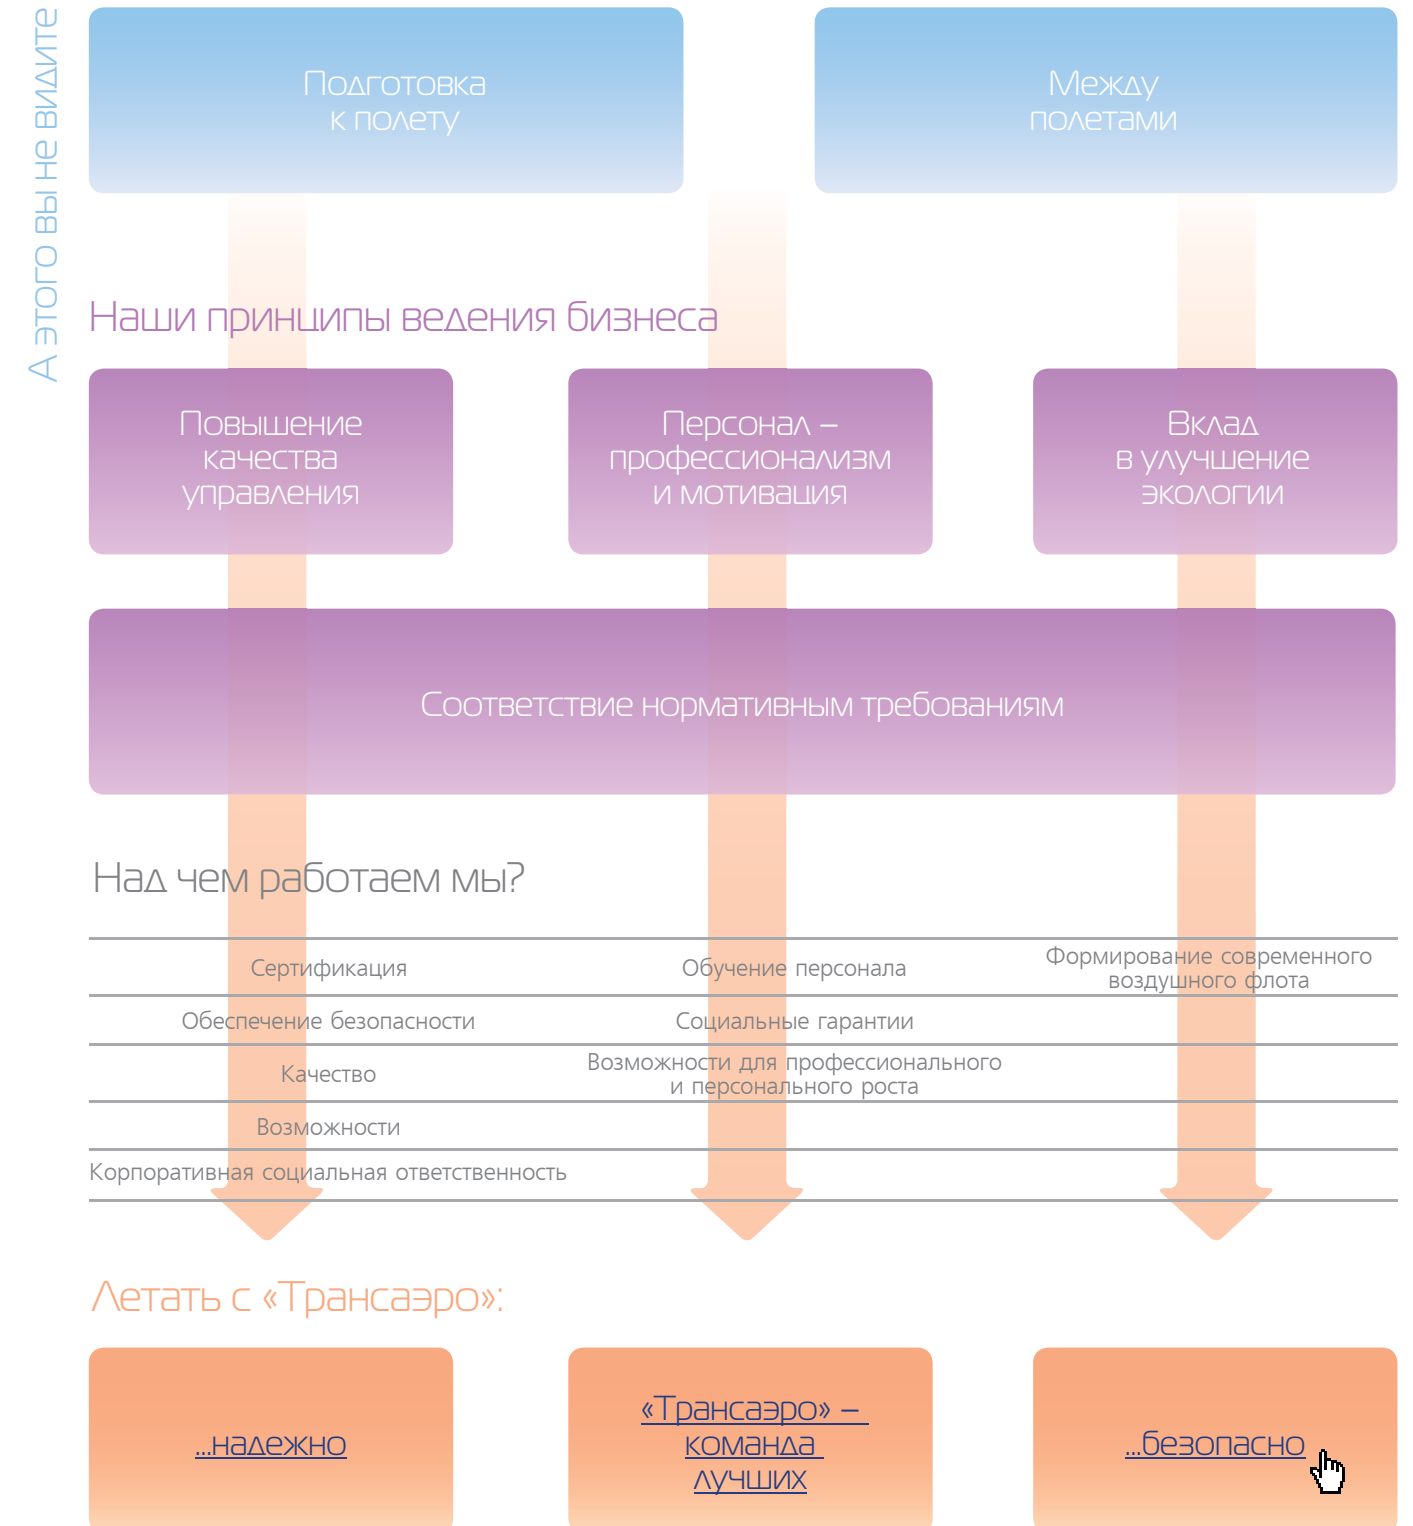 А этого вы не видите
Подготовка
к полету
Между
полетами
Наши принципы ведения бизнеса
Повышение
качества
управления
Персонал –
профессионализм
и мотивация
Вклад
в улучшение
экологии
Соответствие нормативным требованиям
Над чем работаем мы?
Сертификация
Обучение персонала
Формирование современного
воздушного флота
Обеспечение безопасности
Социальные гарантии
Качество
Возможности для профессионального
и персонального роста
Возможности
Корпоративная социальная ответственность
Летать с «Трансаэро»:
...надежно
«Трансаэро» –
команда
лучших
...безопасно